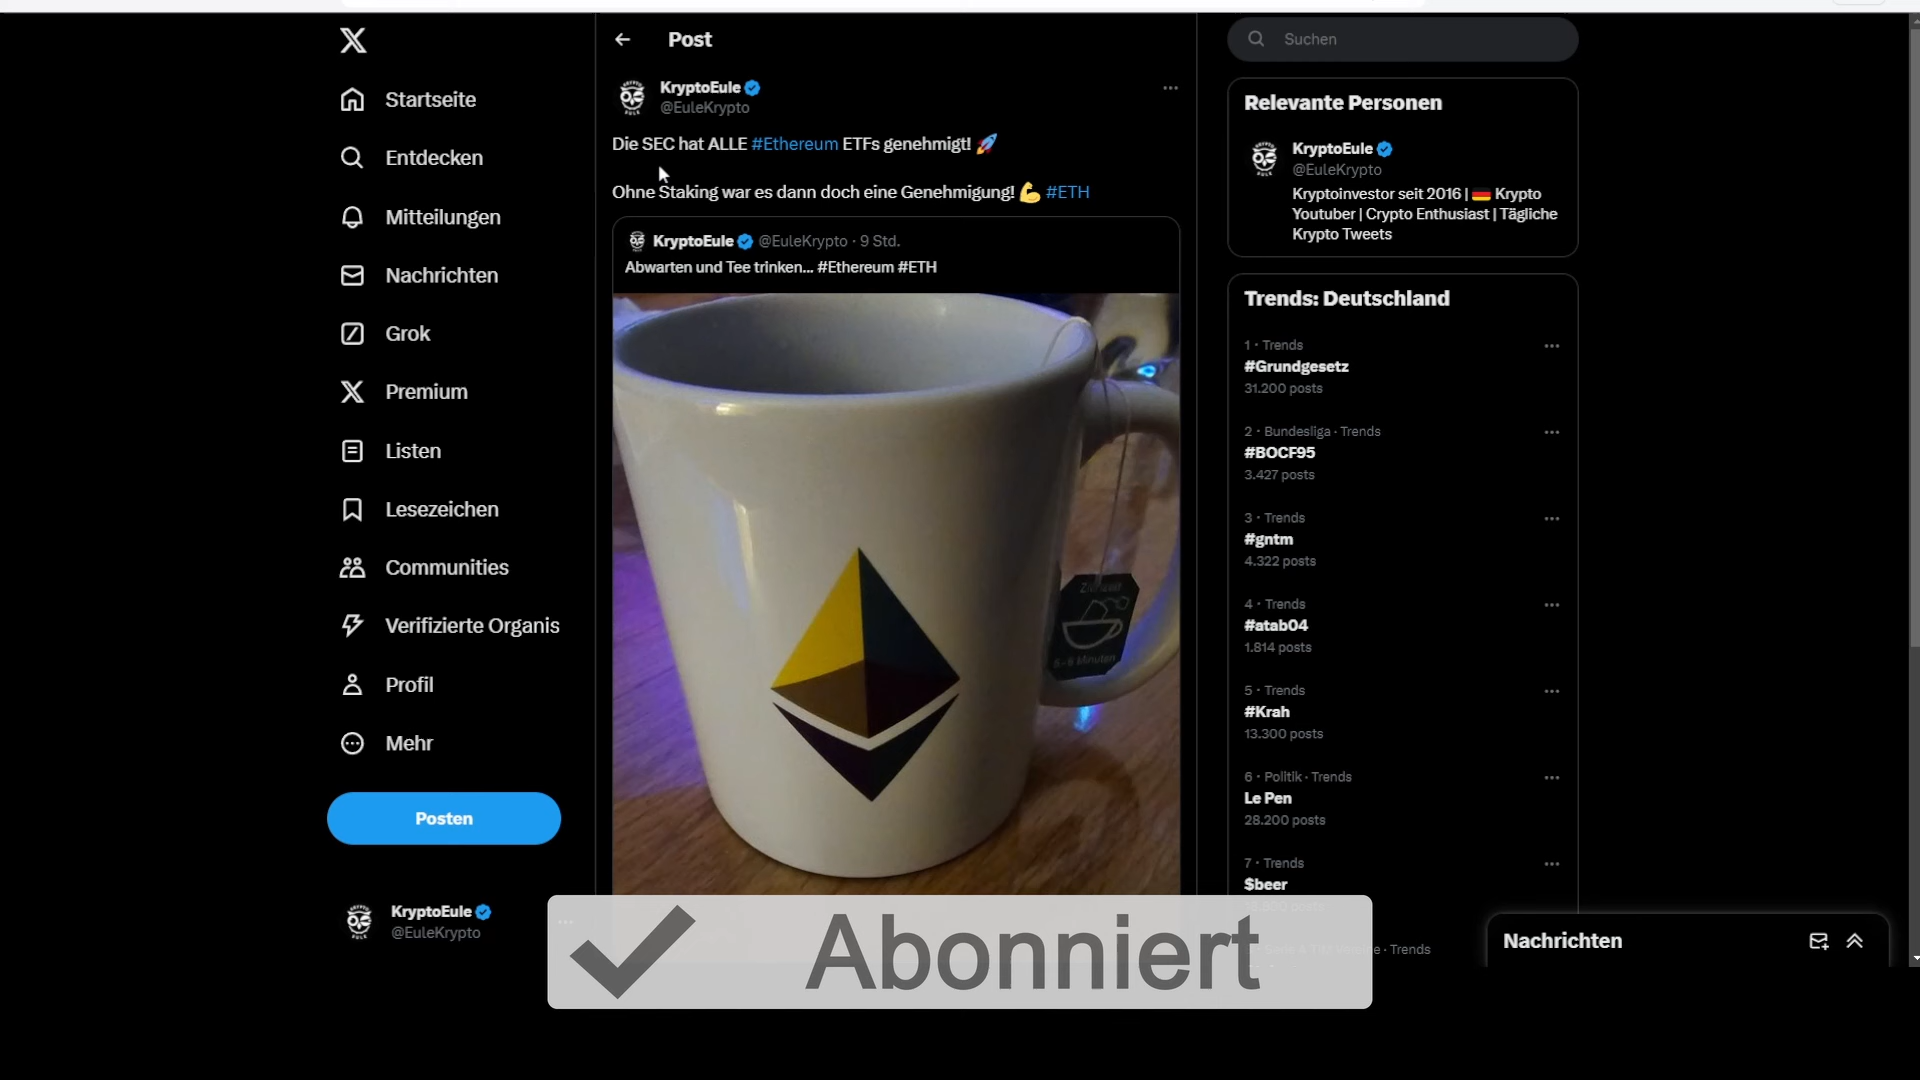 Startseite
Entdecken
Mitteilungen
Nachrichten
Grok
Premium
Listen
Lesezeichen
Communities
Verifizierte Organis
Profil
Mehr
Posten
KryptoEule
@EuleKrypto
Post
KryptoEule
@EuleKrypto
Die SEC hat ALLE #Ethereum ETFs genehmigt! 🚀
Ohne Staking war es dann doch eine Genehmigung! 💪 #ETH
KryptoEule @EuleKrypto · 9 Std.
Abwarten und Tee trinken... #Ethereum #ETH
Minuten
Abonniert
Suchen
Relevante Personen
KryptoEule
@EuleKrypto
Kryptoinvestor seit 2016 | 🇩🇪 Krypto
Youtuber | Crypto Enthusiast | Tägliche
Krypto Tweets
Trends: Deutschland
1 · Trends
#Grundgesetz
31.200 posts
2 · Bundesliga · Trends
#BOCF95
3.427 posts
3 · Trends
#gntm
4.322 posts
4 · Trends
#atab04
1.814 posts
5 · Trends
#Krah
13.300 posts
6 · Politik · Trends
Le Pen
28.200 posts
7 · Trends
$beer
· Trends
Nachrichten